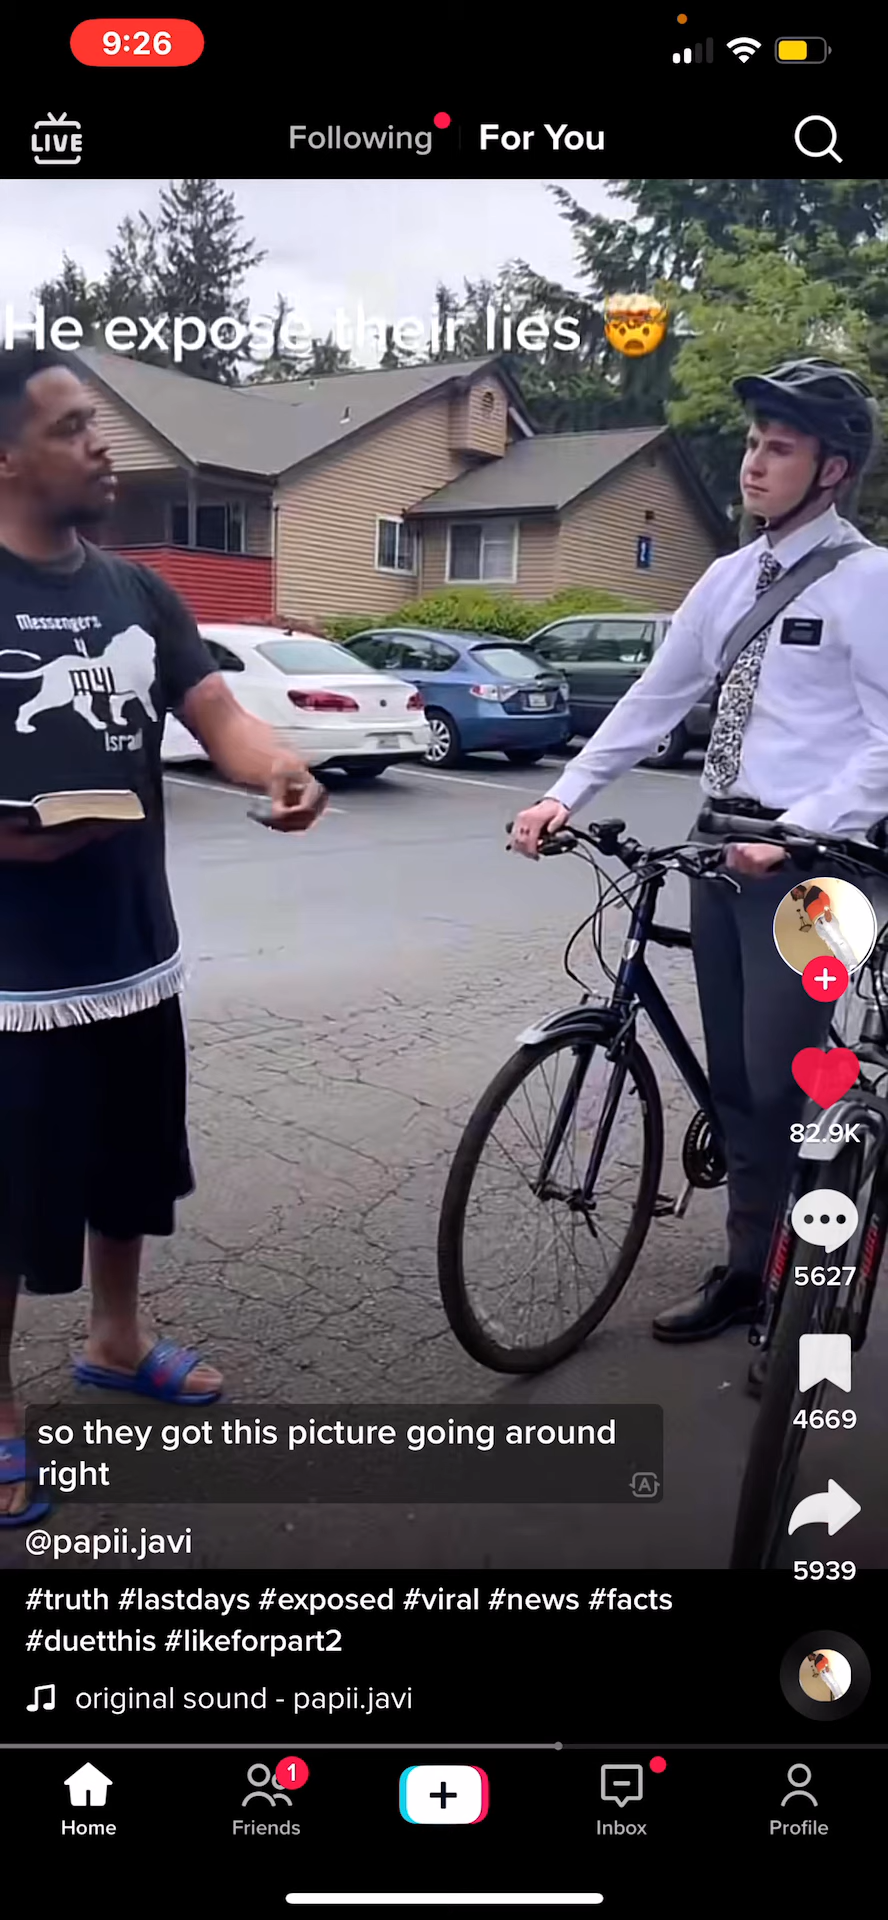 9:26
LIVE
Following
For You
He expose their lies 🤯
Messengers
4
M4I
Israel
so they got this picture going around
right
@papii.javi
#truth #lastdays #exposed #viral #news #facts
#duetthis #likeforpart2
original sound - papii.javi
82.9K
5627
4669
5939
Home
Friends
1
Inbox
Profile